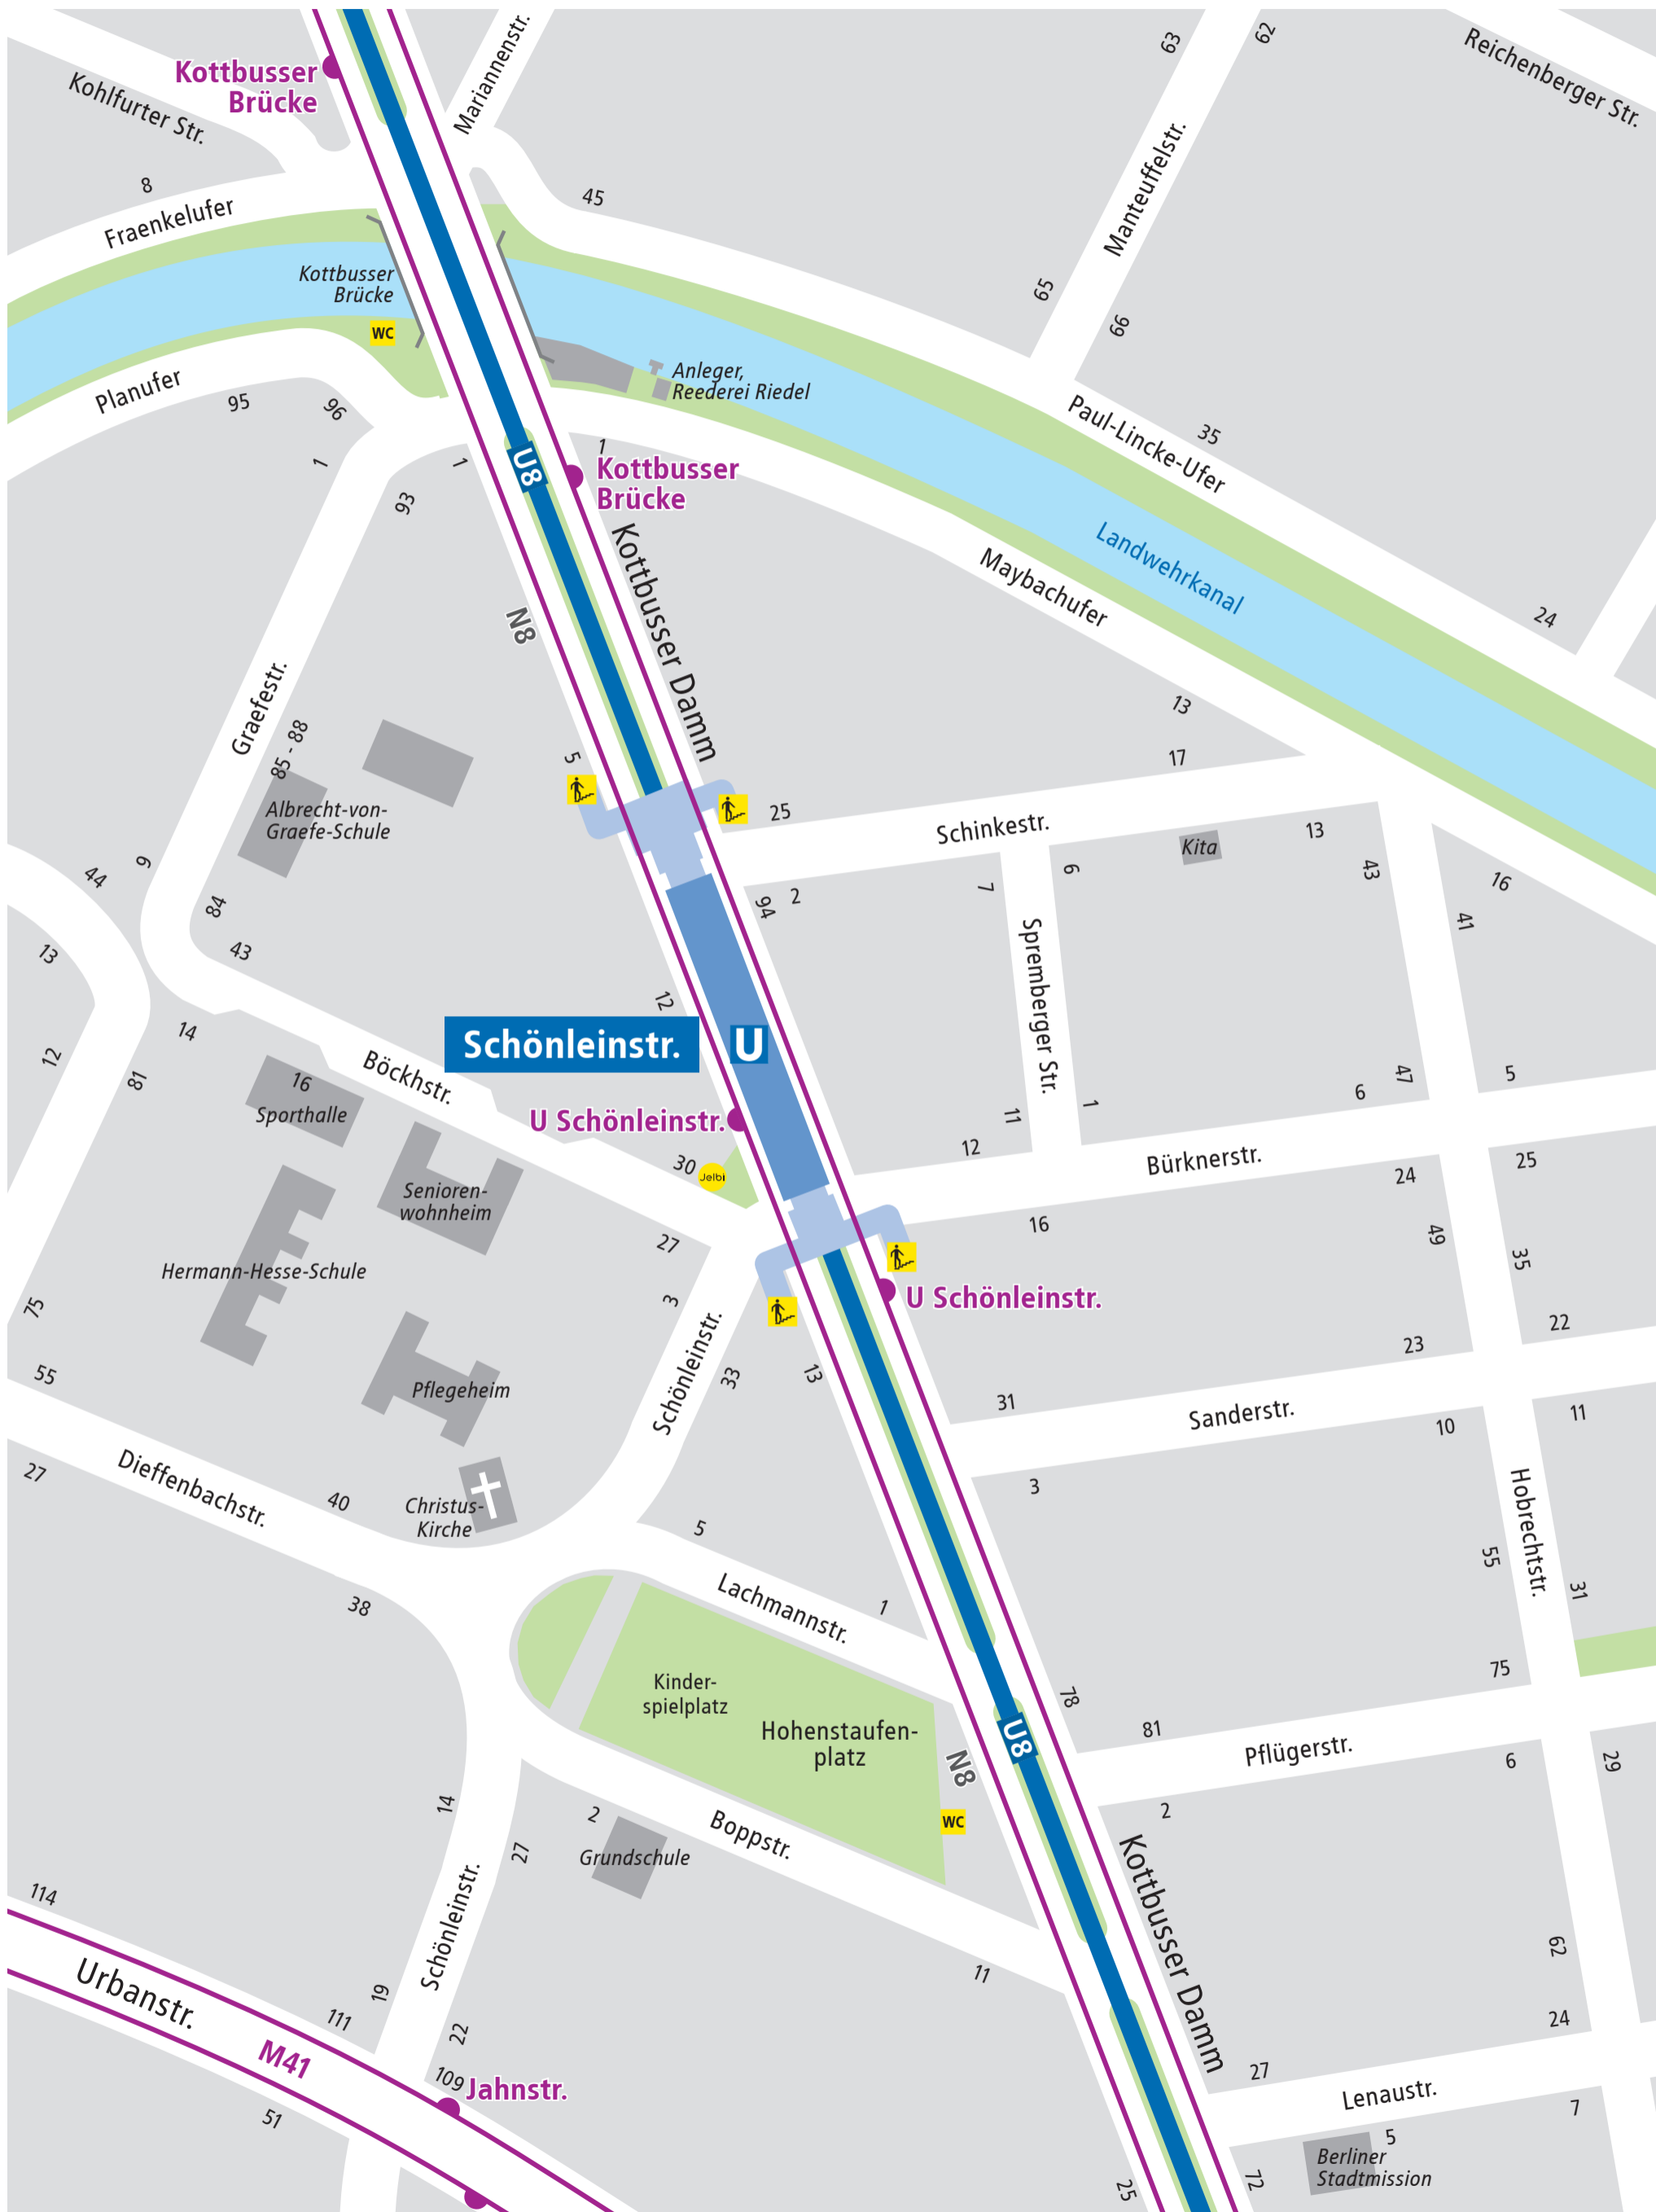 Kottbusser
Brücke
Mariannenstr.
63
62
Reichenberger Str.
Kohlfurter Str.
8
Fraenkelufer
45
Manteuffelstr.
65
66
Kottbusser
Brücke
WC
Anleger,
Reederei Riedel
Planufer
95
96
1
1
93
U8
1
Kottbusser
Brücke
Paul-Lincke-Ufer
35
Landwehrkanal
24
Maybachufer
13
N8
Kottbusser Damm
Graefestr.
85 - 88
Albrecht-von-
Graefe-Schule
5
25
17
Schinkestr.
Kita
13
43
16
41
44
9
84
43
13
94
2
7
6
Spremberger Str.
12
14
12
81
Schönleinstr.
U
Böckhstr.
16
Sporthalle
U Schönleinstr.
30
Jelbi
Senioren-
wohnheim
11
1
12
6
47
5
Bürknerstr.
24
25
16
49
35
27
Hermann-Hesse-Schule
3
U Schönleinstr.
75
55
Pflegeheim
Schönleinstr.
33
13
23
22
31
Sanderstr.
10
11
27
Dieffenbachstr.
40
Christus-
Kirche
3
Hobrechtstr.
55
31
5
Lachmannstr.
1
38
Kinder-
spielplatz
Hohenstaufen-
platz
N8
U8
78
81
75
Pflügerstr.
6
29
WC
2
14
27
2
Grundschule
Boppstr.
Kottbusser Damm
114
Urbanstr.
Schönleinstr.
19
111
22
11
62
24
M41
109
Jahnstr.
51
27
Lenaustr.
7
5
Berliner
Stadtmission
25
72